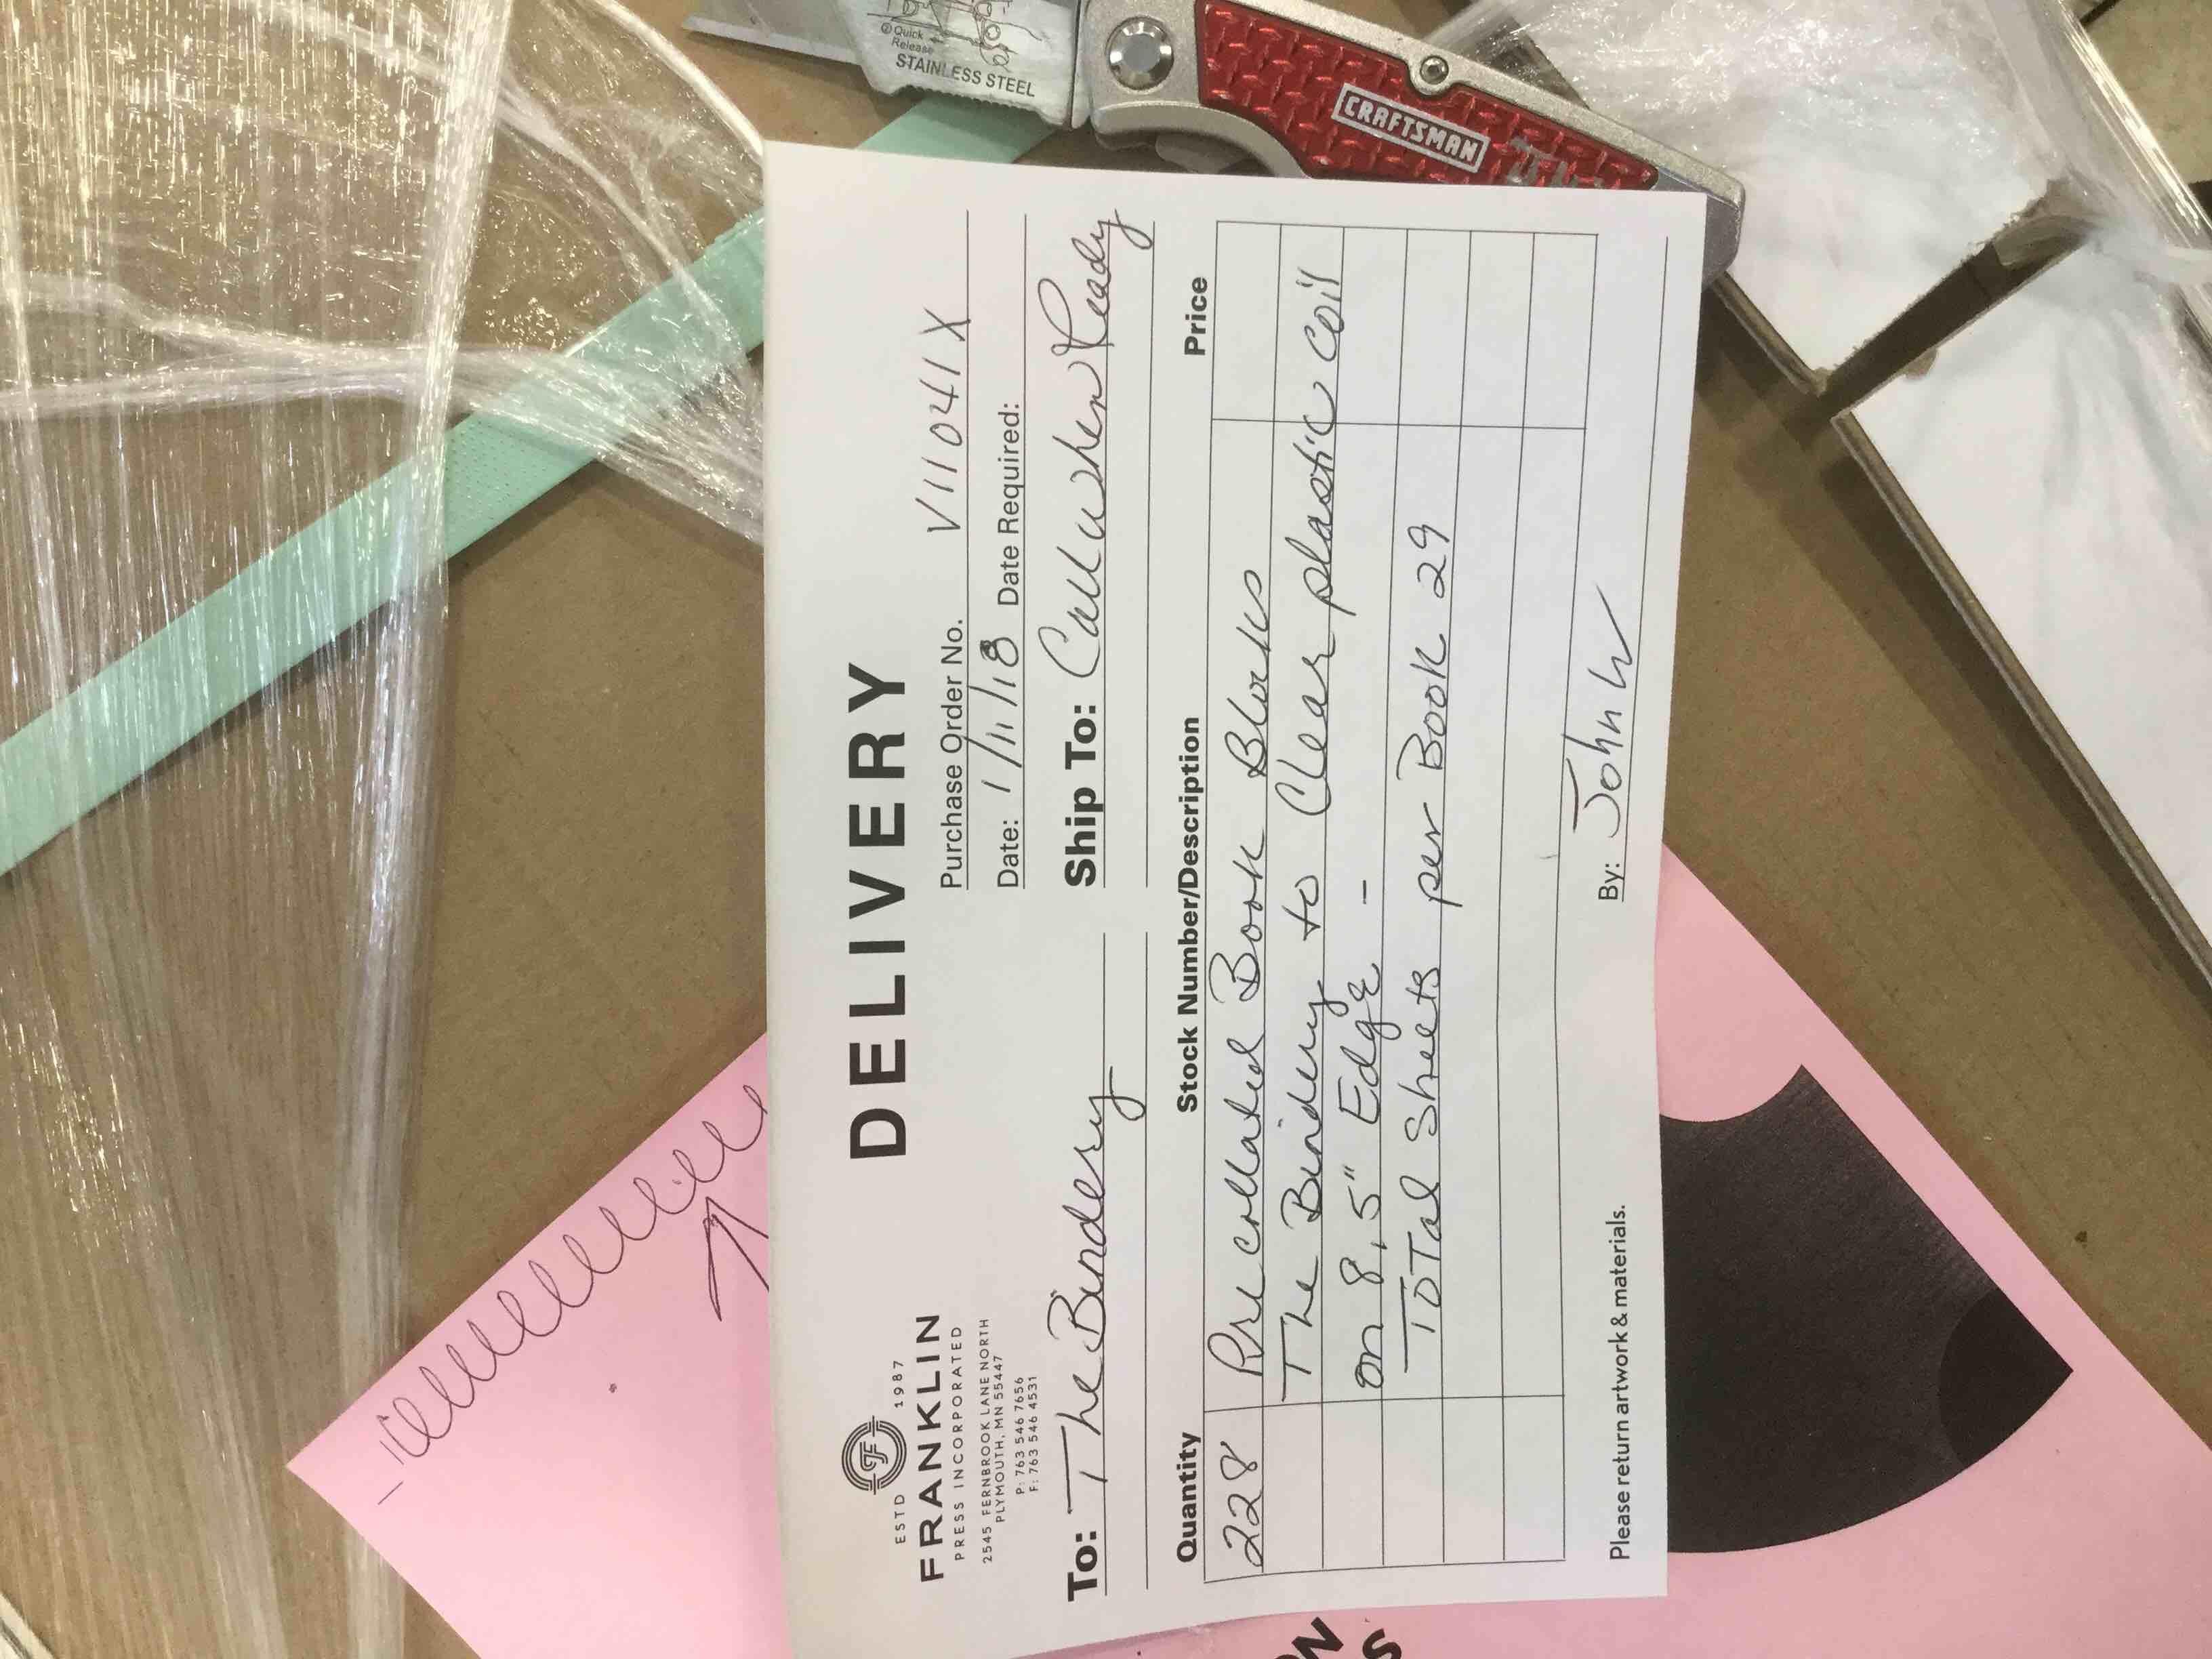 DELIVERY
ESTD 1987
FRANKLIN
PRESS INCORPORATED
2545 FERNBROOK LANE NORTH
PLYMOUTH, MN 55447
P: 763 546 7656
F: 763 546 4531
Purchase Order No. V11041X
Date: 1/11/18 Date Required:
To: The Bindery
Ship To: Call when Ready
Quantity Stock Number/Description Price
228 Pre collated Book Blocks
The Bindery to Clear plastic Coil
on 8,5" Edge -
TOTal Sheets per Book 29
Please return artwork & materials.
By: John W
Quick
Release
STAINLESS STEEL
CRAFTSMAN